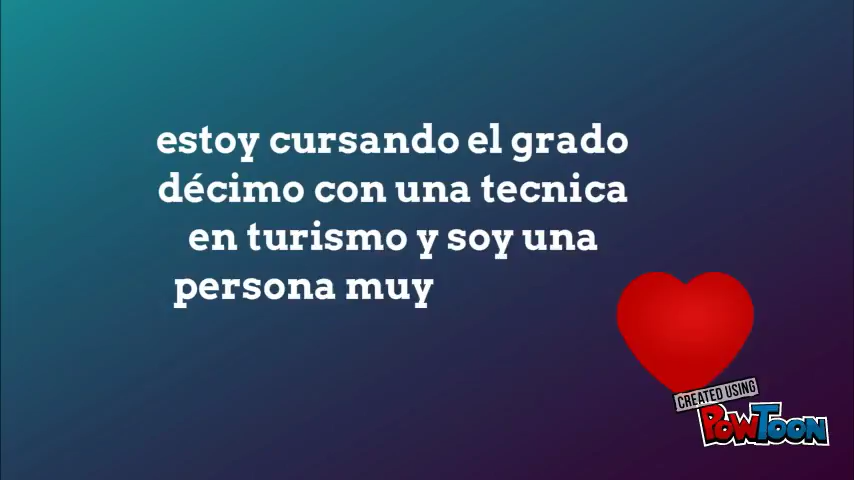 estoy cursando el grado
décimo con una tecnica
en turismo y soy una
persona muy
CREATED USING
POWTOON